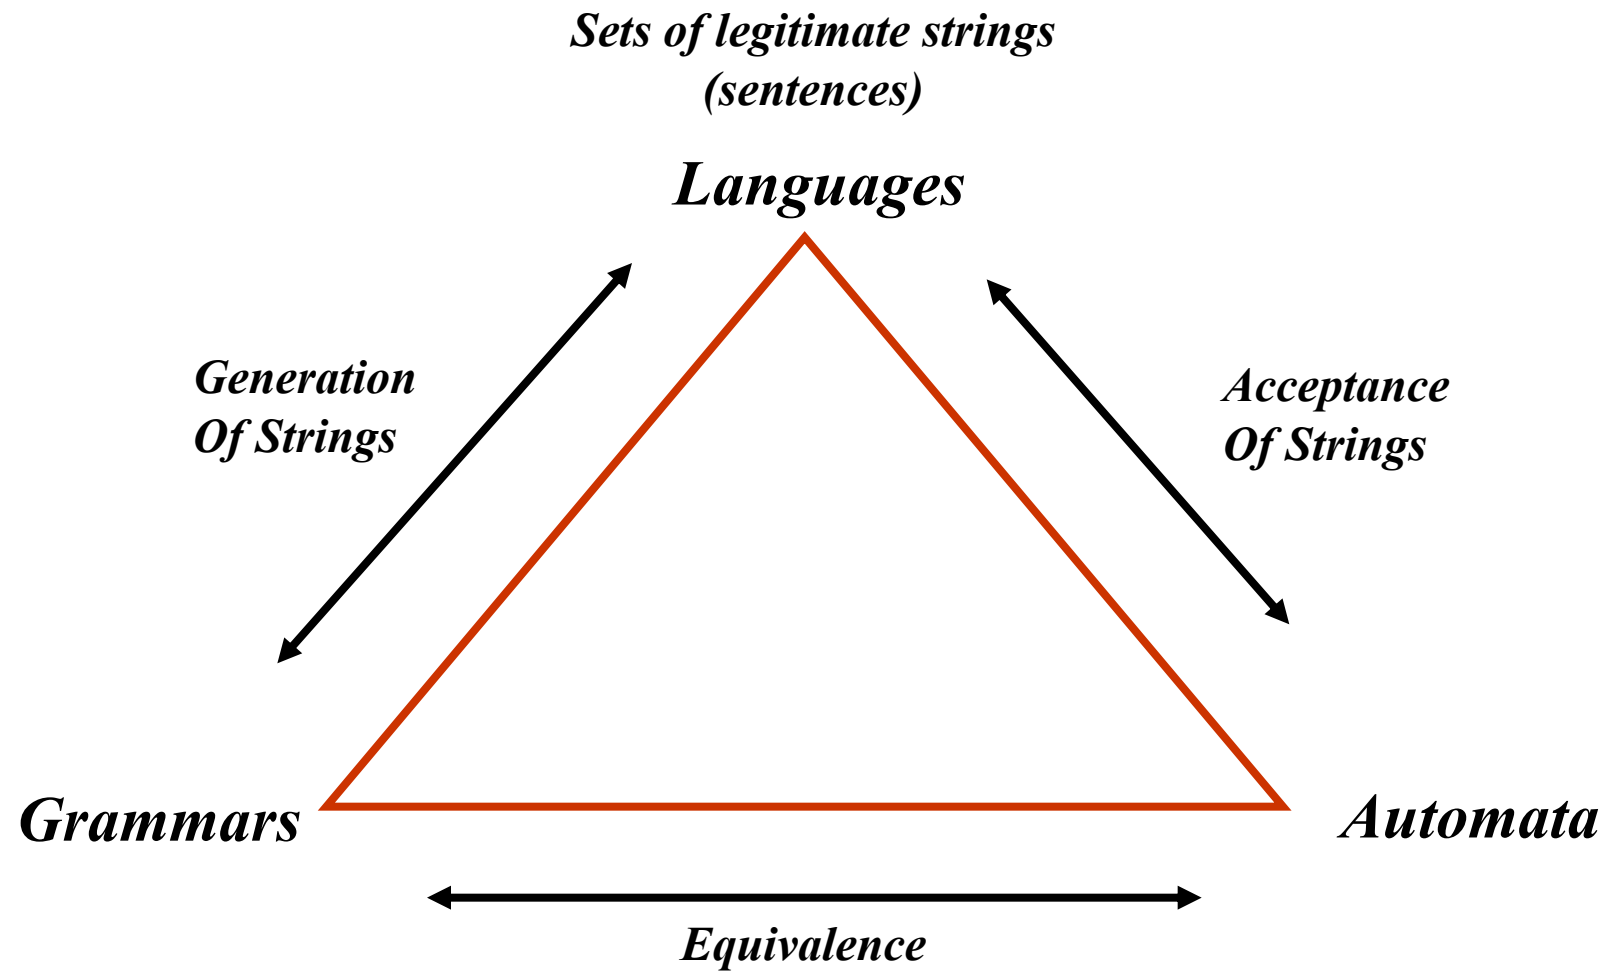 Sets of legitimate strings
(sentences)
Languages
Generation
Of Strings
Acceptance
Of Strings
Grammars
Automata
Equivalence